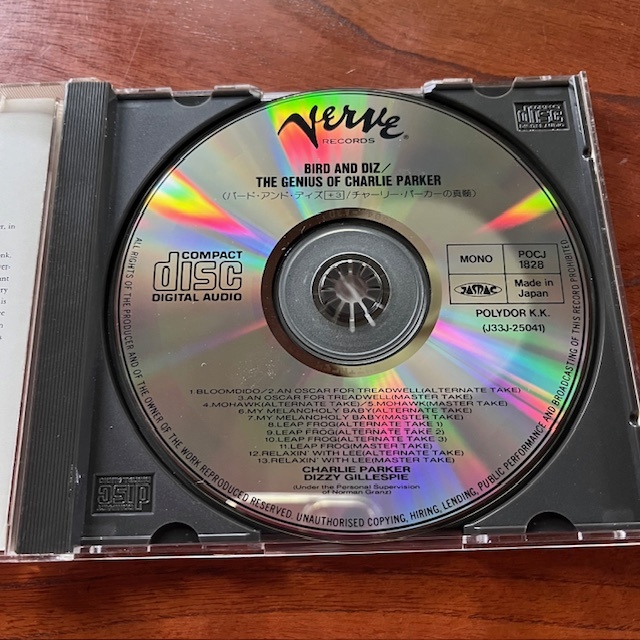 Verve
RECORDS
®
BIRD AND DIZ/
THE GENIUS OF CHARLIE PARKER
(バード・アンド・ディズ+3/チャーリー・パーカーの真髄)
COMPACT
disc
DIGITAL AUDIO
MONO
POCJ
1828
JASRAC
Made in
Japan
POLYDOR K.K.
(J33J-25041)
1.BLOOMDIDO/2.AN OSCAR FOR TREADWELL(ALTERNATE TAKE)
3.AN OSCAR FOR TREADWELL(MASTER TAKE)
4.MOHAWK(ALTERNATE TAKE)/5.MOHAWK(MASTER TAKE)
6.MY MELANCHOLY BABY(ALTERNATE TAKE)
7.MY MELANCHOLY BABY(MASTER TAKE)
8.LEAP FROG(ALTERNATE TAKE 1)
9.LEAP FROG(ALTERNATE TAKE 2)
10.LEAP FROG(ALTERNATE TAKE 3)
11.LEAP FROG(MASTER TAKE)
12.RELAXIN' WITH LEE(ALTERNATE TAKE)
13.RELAXIN' WITH LEE(MASTER TAKE)
CHARLIE PARKER
DIZZY GILLESPIE
(Under the Personal Supervision
of Norman Granz)
ALL RIGHTS OF THE PRODUCER AND OF THE OWNER OF THE WORK REPRODUCED RESERVED. UNAUTHORISED COPYING, HIRING, LENDING, PUBLIC PERFORMANCE AND BROADCASTING OF THIS RECORD PROHIBITED.
COMPACT
disc
DIGITAL AUDIO
disc